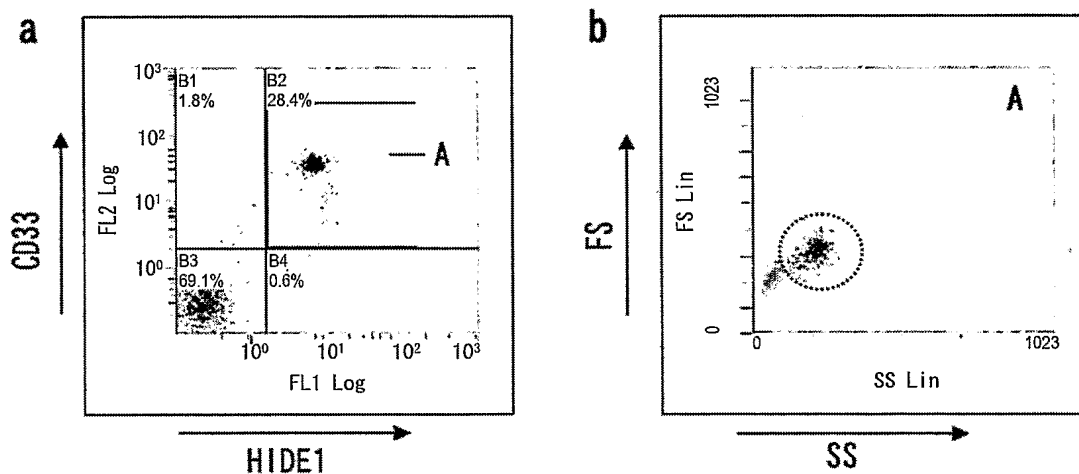 a
CD33
FL2 Log
10³
10²
10¹
10⁰
B1
1.8%
B2
28.4%
A
B3
69.1%
B4
0.6%
10⁰
10¹
10²
10³
FL1 Log
HIDE1
b
FS
FS Lin
1023
0
A
0
1023
SS Lin
SS